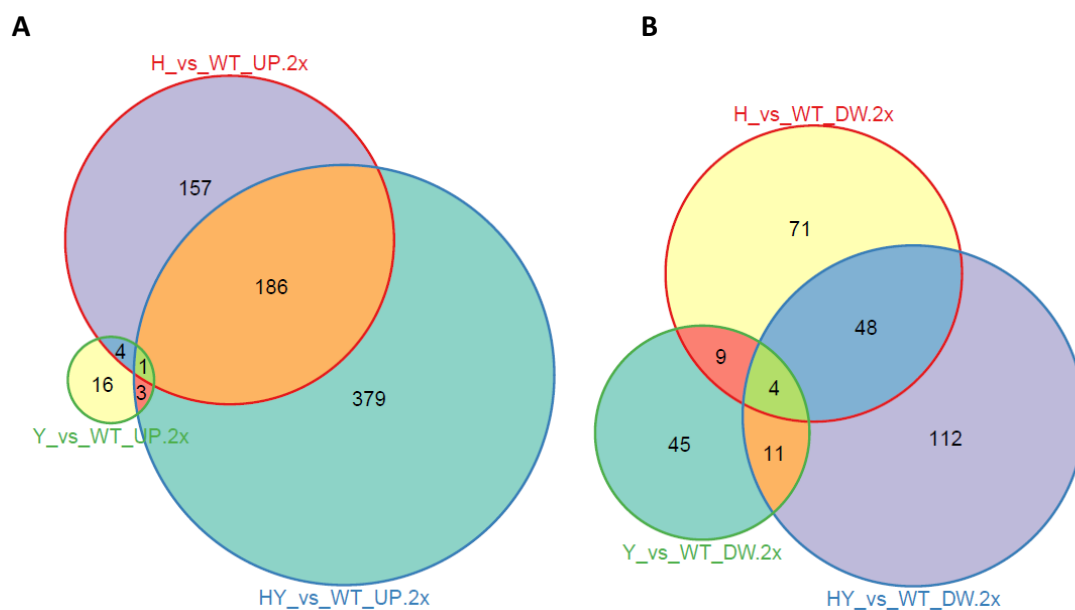 A
H_vs_WT_UP.2x
157
186
4
1
16
3
379
Y_vs_WT_UP.2x
HY_vs_WT_UP.2x
B
H_vs_WT_DW.2x
71
48
9
4
45
11
112
Y_vs_WT_DW.2x
HY_vs_WT_DW.2x